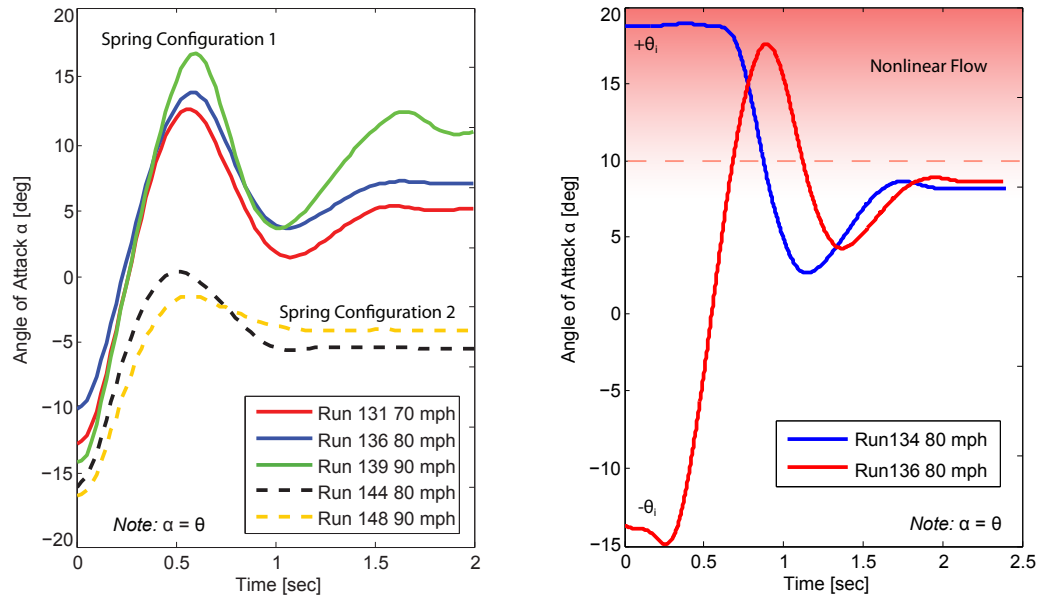 Spring Configuration 1
Spring Configuration 2
20
15
10
5
0
−5
−10
−15
−20
Angle of Attack α [deg]
Run 131 70 mph
Run 136 80 mph
Run 139 90 mph
Run 144 80 mph
Run 148 90 mph
Note: α = θ
0 0.5 1 1.5 2
Time [sec]
+θi
Nonlinear Flow
20
15
10
5
0
−5
−10
−15
Angle of Attack α [deg]
Run134 80 mph
Run136 80 mph
-θi
Note: α = θ
0 0.5 1 1.5 2 2.5
Time [sec]